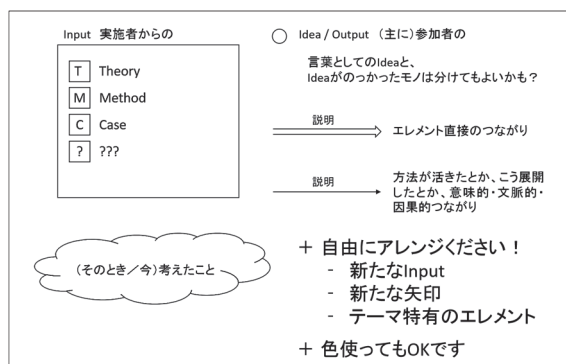 Input 実施者からの
T Theory
M Method
C Case
? ???
Idea / Output (主に)参加者の
言葉としてのIdeaと、
Ideaがのっかったモノは分けてもよいかも?
説明
エレメント直接のつながり
説明
方法が活きたとか、こう展開
したとか、意味的・文脈的・
因果的つながり
(そのとき/今)考えたこと
+ 自由にアレンジください!
- 新たなInput
- 新たな矢印
- テーマ特有のエレメント
+ 色使ってもOKです